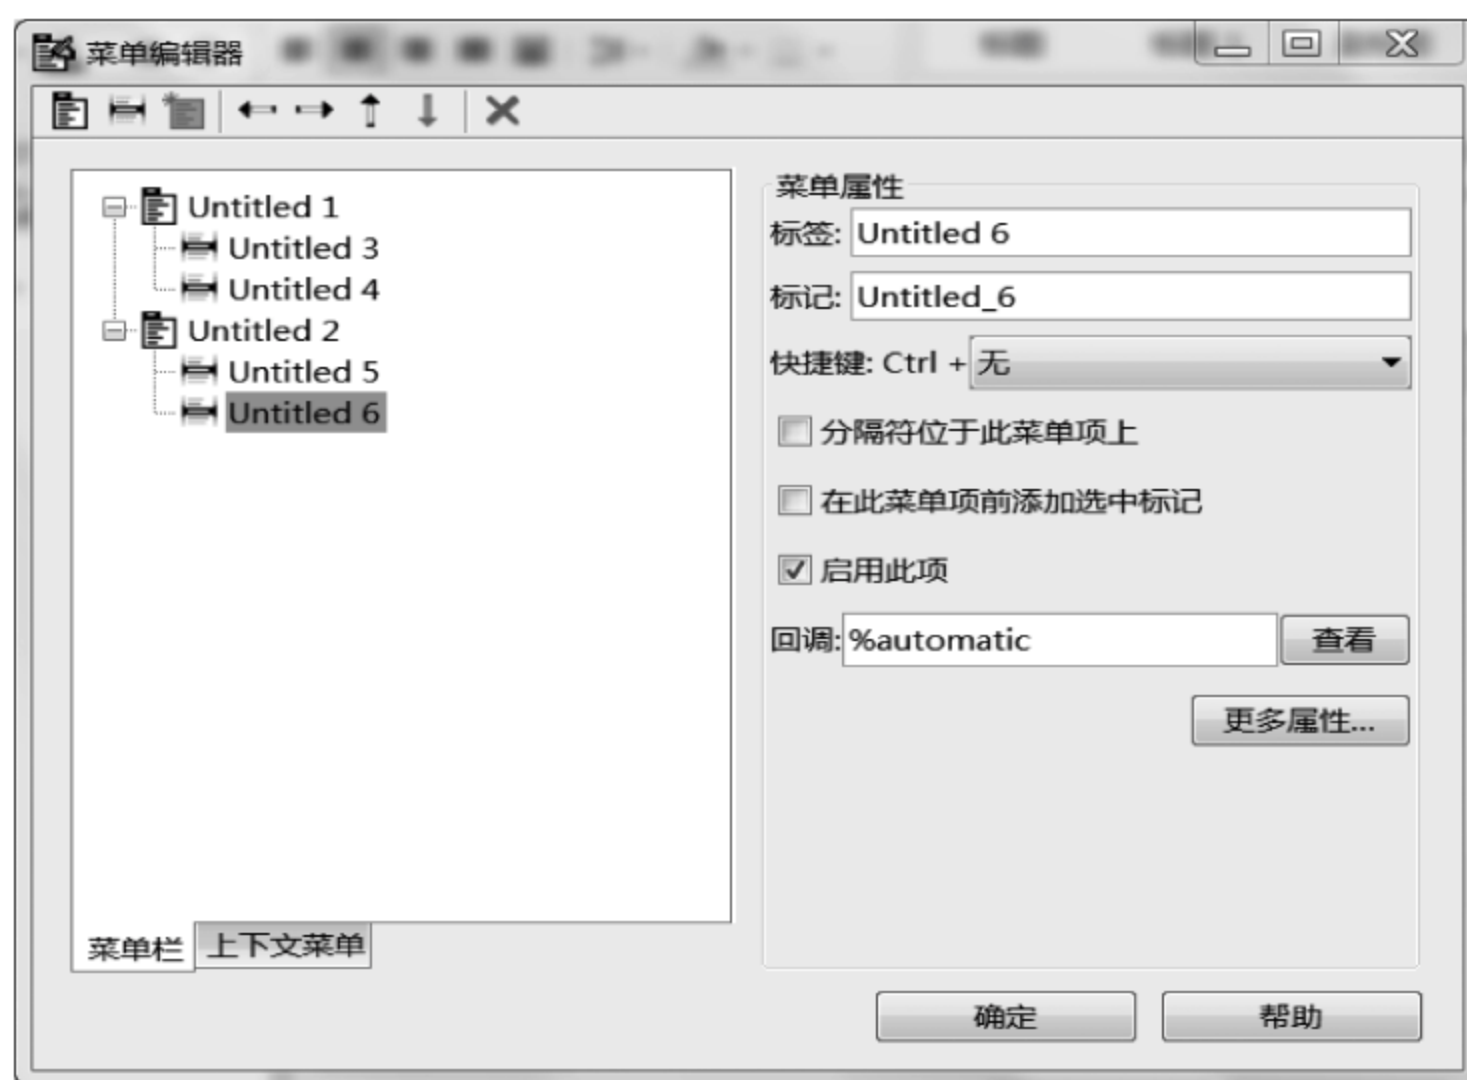 菜单编辑器
Untitled 1
Untitled 3
Untitled 4
Untitled 2
Untitled 5
Untitled 6
菜单栏
上下文菜单
菜单属性
标签: Untitled 6
标记: Untitled_6
快捷键: Ctrl + 无
分隔符位于此菜单项上
在此菜单项前添加选中标记
启用此项
回调: %automatic 查看
更多属性...
确定
帮助